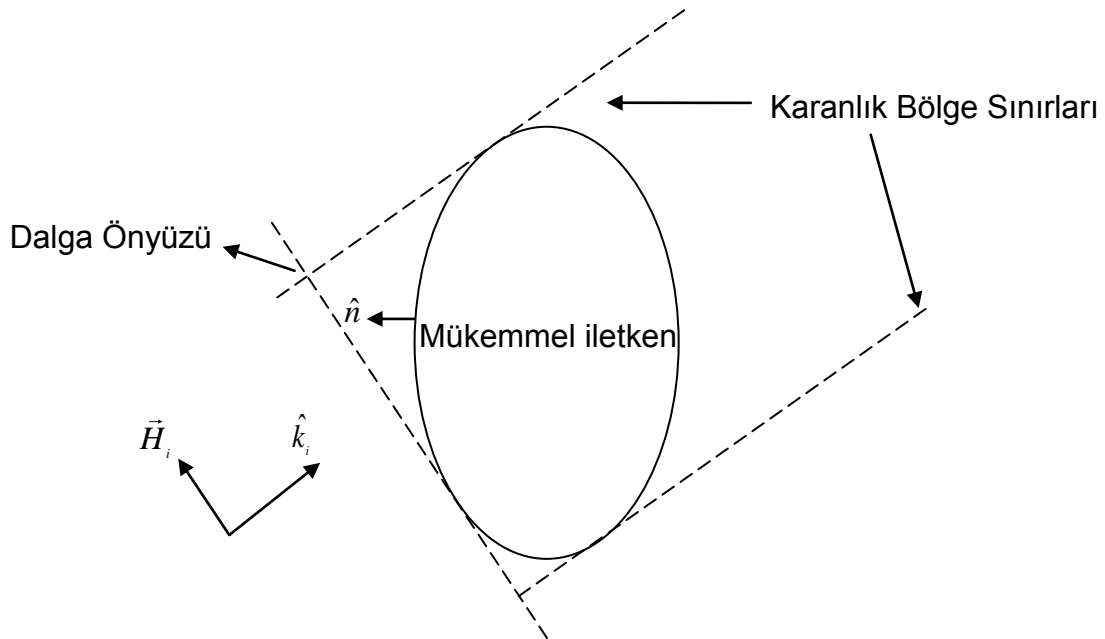 Karanlık Bölge Sınırları
Dalga Önyüzü
n̂
Mükemmel iletken
H⃗ᵢ
k̂ᵢ